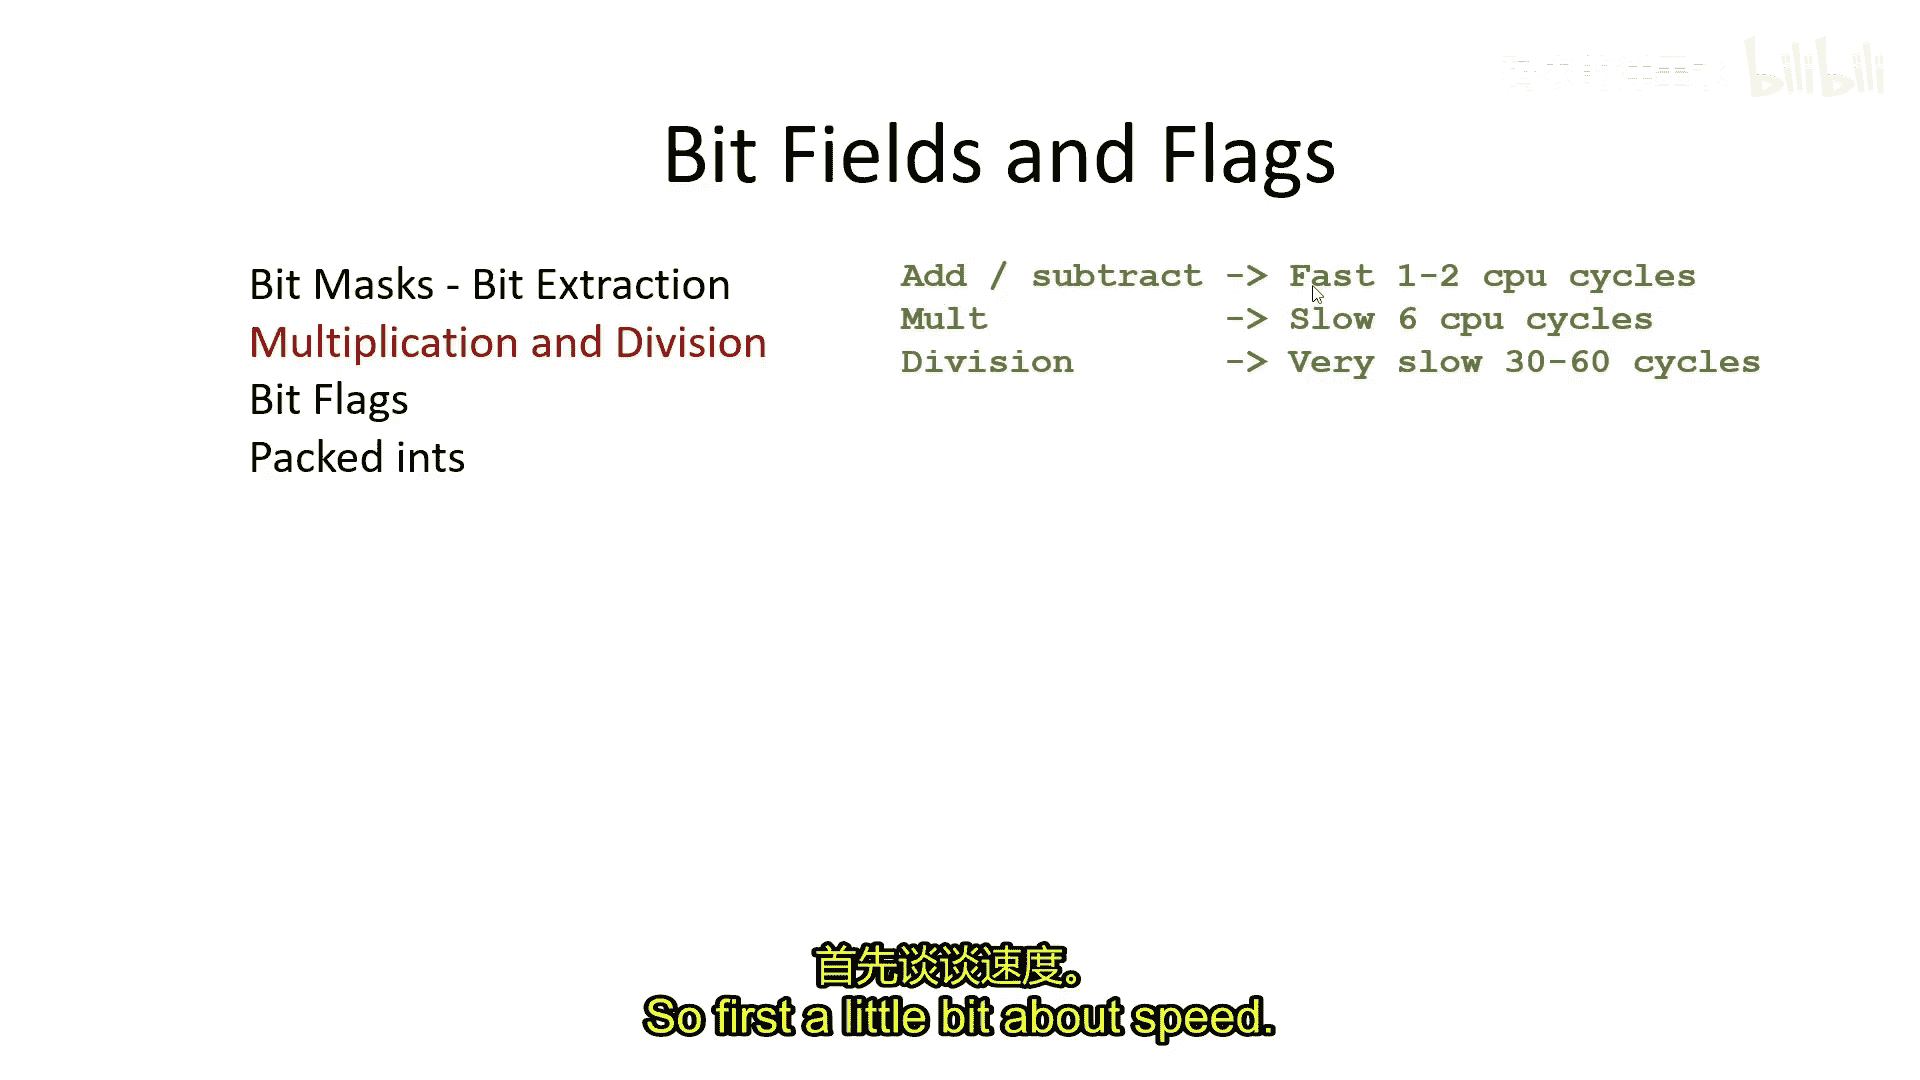 bilibili
Bit Fields and Flags
Bit Masks - Bit Extraction
Multiplication and Division
Bit Flags
Packed ints
Add / subtract -> Fast 1-2 cpu cycles
Mult -> Slow 6 cpu cycles
Division -> Very slow 30-60 cycles
首先谈谈速度。
So first a little bit about speed.